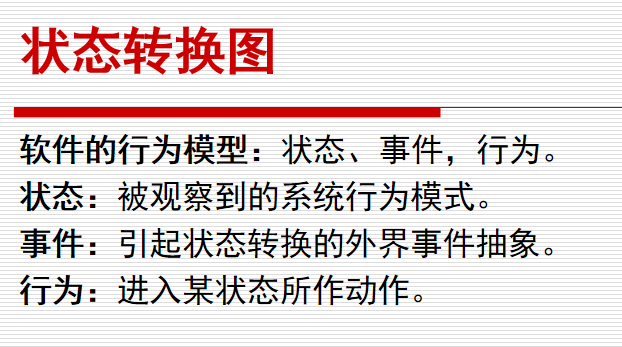 状态转换图
软件的行为模型：状态、事件，行为。
状态：被观察到的系统行为模式。
事件：引起状态转换的外界事件抽象。
行为：进入某状态所作动作。